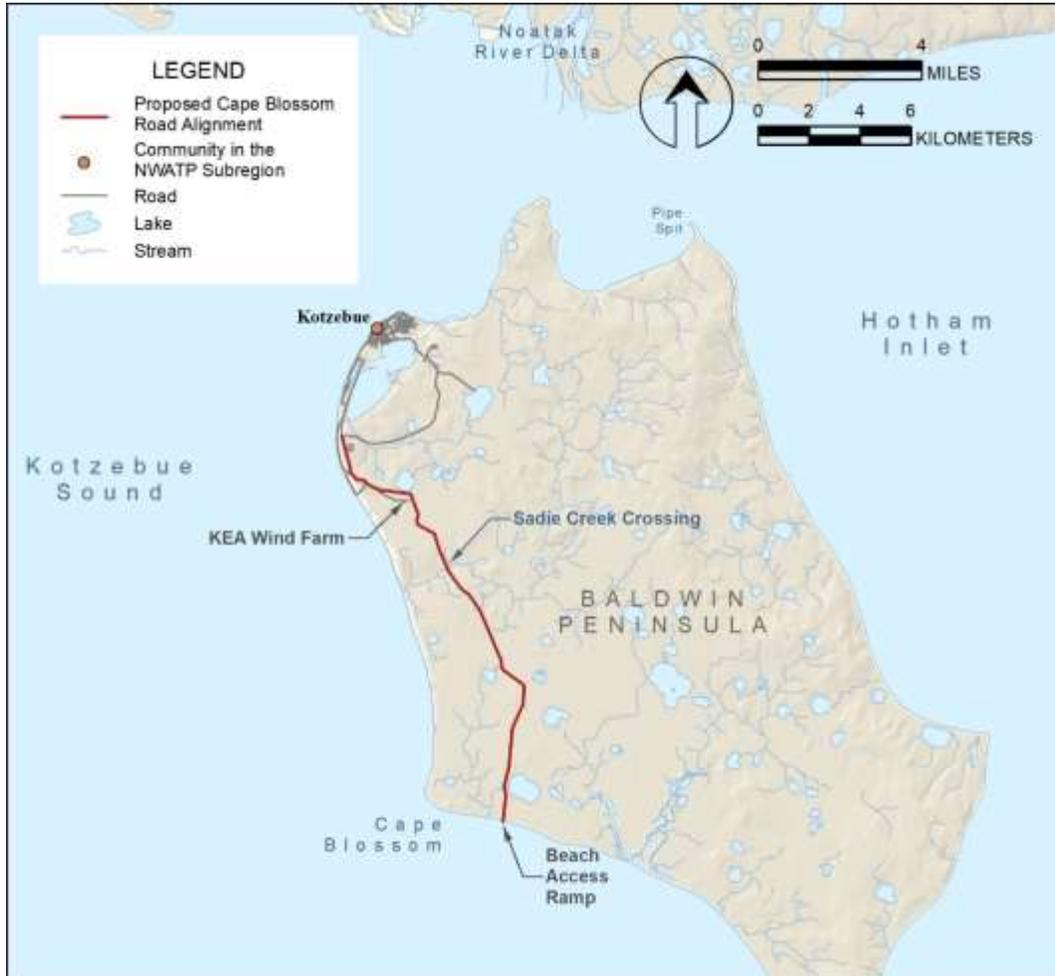 Noatak
River Delta
0 4
MILES
0 2 4 6
KILOMETERS
LEGEND
Proposed Cape Blossom
Road Alignment
Community in the
NWATP Subregion
Road
Lake
Stream
Pipe
Spit
Kotzebue
Hotham
Inlet
Kotzebue
Sound
KEA Wind Farm
Sadie Creek Crossing
BALDWIN
PENINSULA
Cape
Blossom
Beach
Access
Ramp